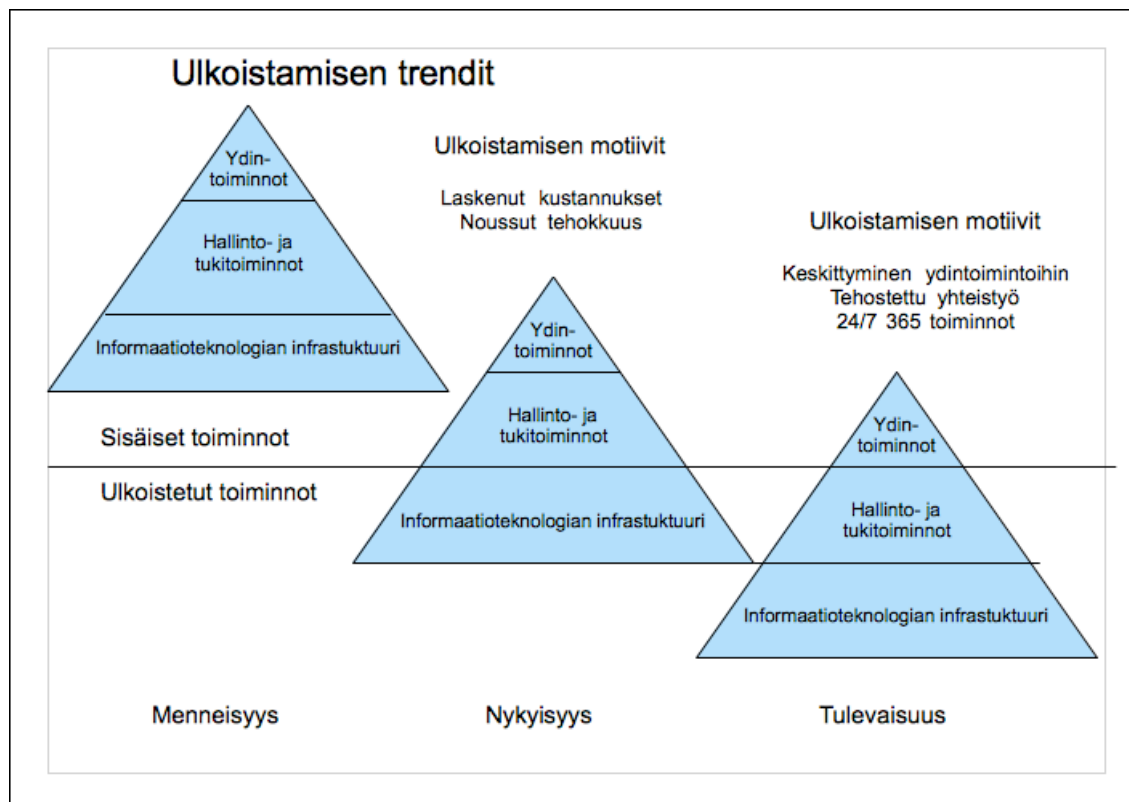 Ulkoistamisen trendit
Ydin-
toiminnot
Hallinto- ja
tukitoiminnot
Informaatioteknologian infrastuktuuri
Ulkoistamisen motiivit
Laskenut kustannukset
Noussut tehokkuus
Ydin-
toiminnot
Hallinto- ja
tukitoiminnot
Informaatioteknologian infrastuktuuri
Ulkoistamisen motiivit
Keskittyminen ydintoimintoihin
Tehostettu yhteistyö
24/7 365 toiminnot
Ydin-
toiminnot
Hallinto- ja
tukitoiminnot
Informaatioteknologian infrastuktuuri
Sisäiset toiminnot
Ulkoistetut toiminnot
Menneisyys
Nykyisyys
Tulevaisuus